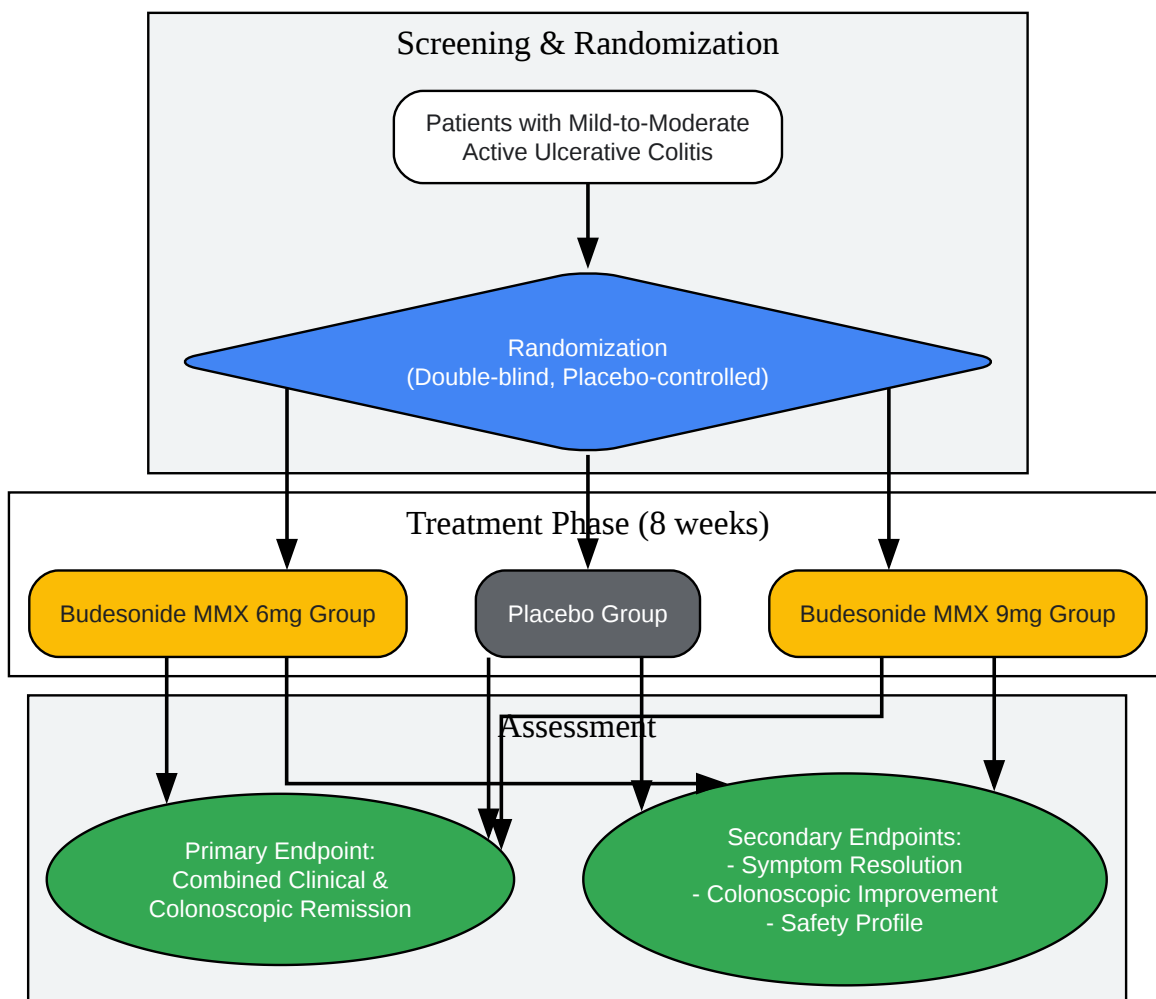 Screening & Randomization
Patients with Mild-to-Moderate
Active Ulcerative Colitis
Randomization
(Double-blind, Placebo-controlled)
Treatment Phase (8 weeks)
Budesonide MMX 6mg Group
Placebo Group
Budesonide MMX 9mg Group
Assessment
Primary Endpoint:
Combined Clinical &
Colonoscopic Remission
Secondary Endpoints:
- Symptom Resolution
- Colonoscopic Improvement
- Safety Profile